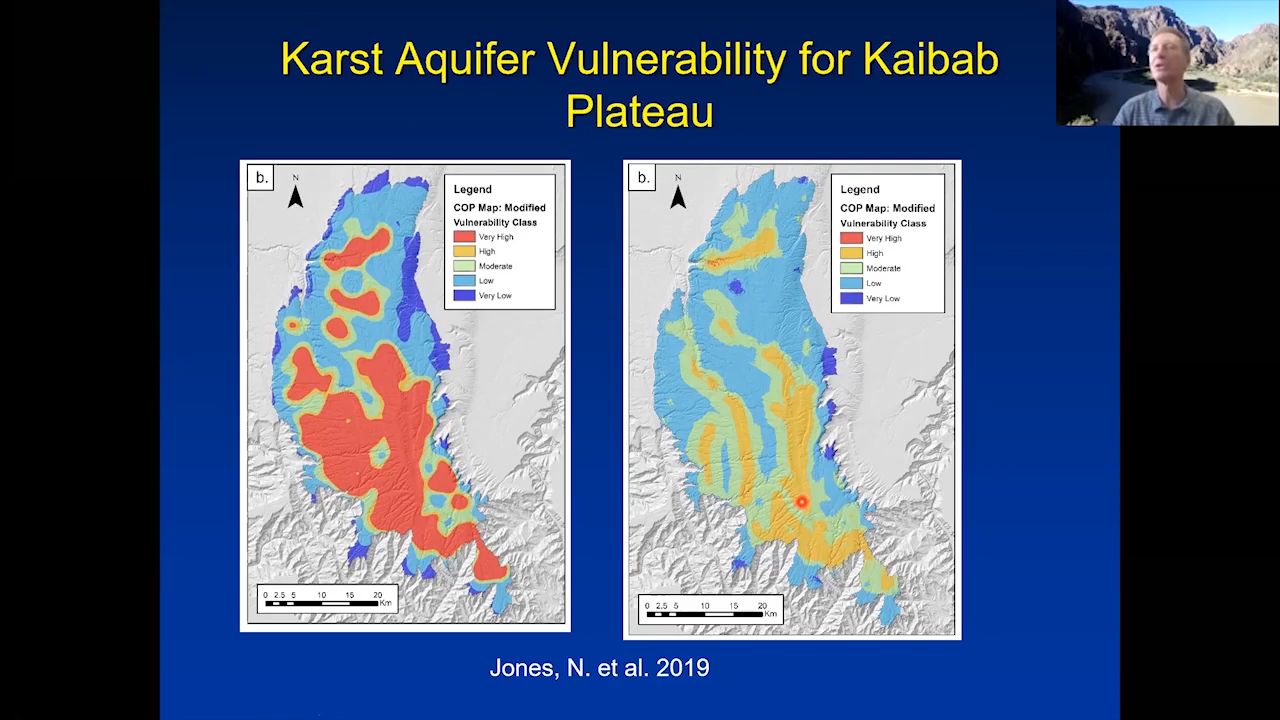 Karst Aquifer Vulnerability for Kaibab
Plateau
b.
N
Legend
COP Map: Modified
Vulnerability Class
Very High
High
Moderate
Low
Very Low
0 2.5 5 10 15 20
Km
b.
N
Legend
COP Map: Modified
Vulnerability Class
Very High
High
Moderate
Low
Very Low
0 2.5 5 10 15 20
Km
Jones, N. et al. 2019